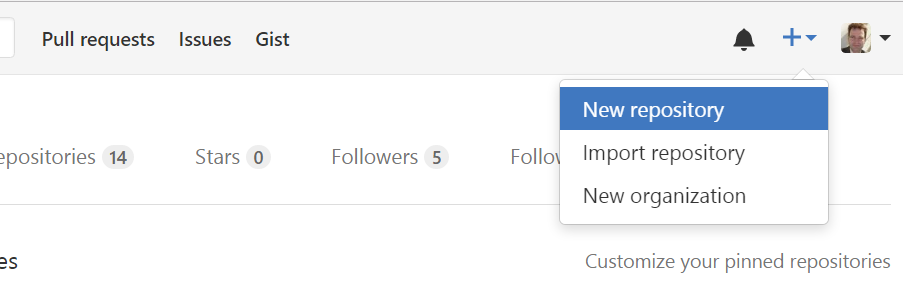 Pull requests Issues Gist
New repository
epositories 14 Stars 0 Followers 5 Follow
Import repository
New organization
es Customize your pinned repositories